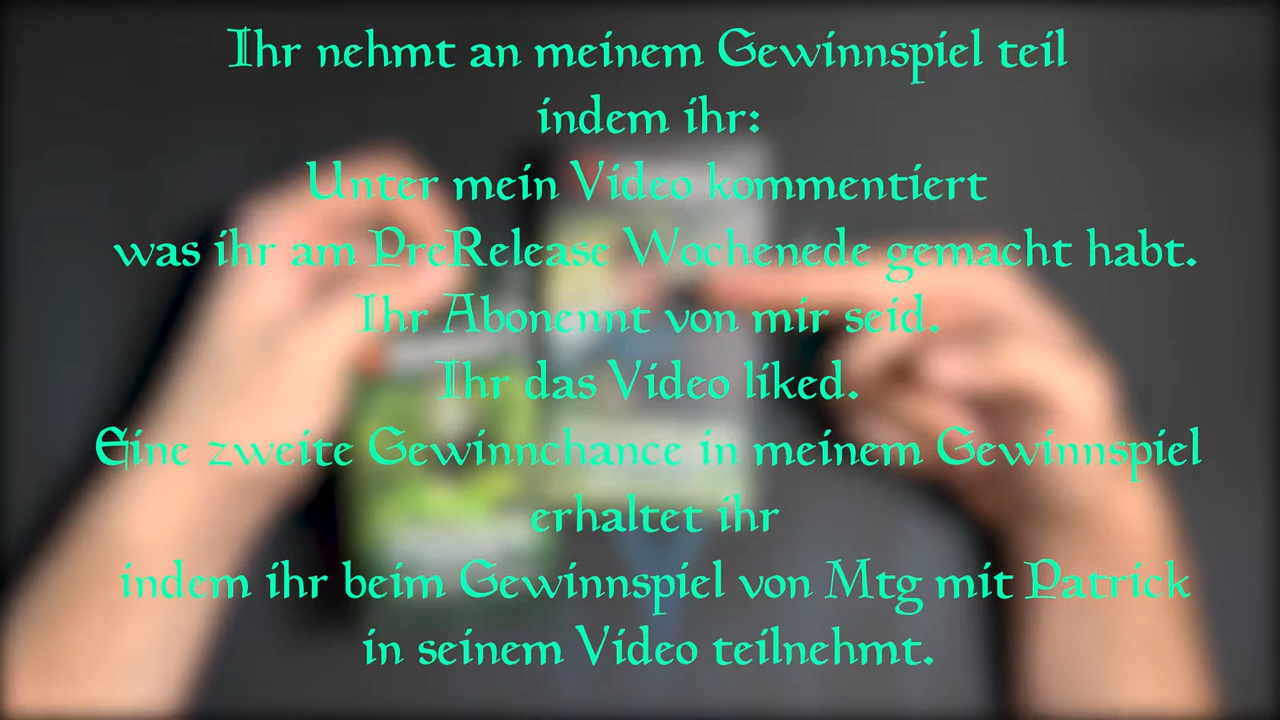 Ihr nehmt an meinem Gewinnspiel teil
indem ihr:
Unter mein Video kommentiert
was ihr am PreRelease Wochenede gemacht habt.
Ihr Abonennt von mir seid.
Ihr das Video liked.
Eine zweite Gewinnchance in meinem Gewinnspiel
erhaltet ihr
indem ihr beim Gewinnspiel von Mtg mit Patrick
in seinem Video teilnehmt.